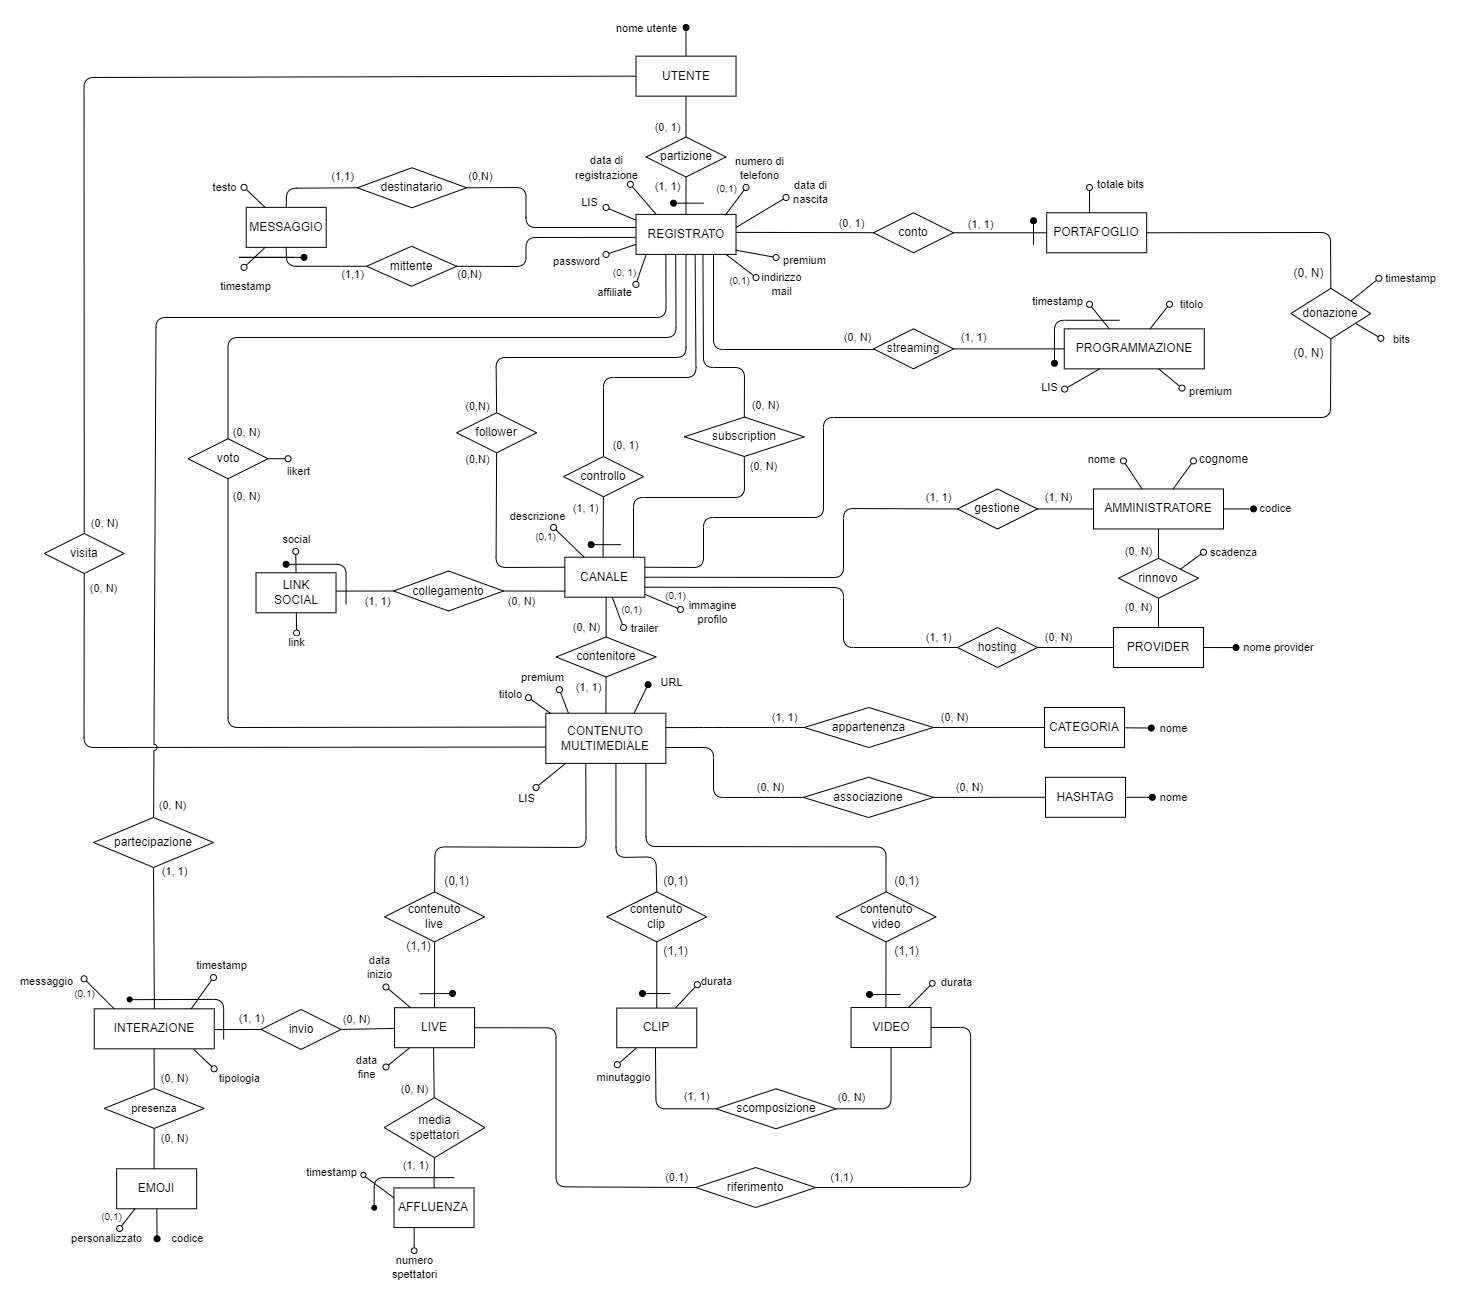 nome utente
UTENTE
(0, 1)
partizione
(1, 1)
data di
registrazione
numero di
telefono
(0,1)
data di
nascita
LIS
REGISTRATO
password
(0, 1)
affiliate
premium
(0,1)
indirizzo
mail
testo
MESSAGGIO
timestamp
(1,1)
destinatario
(0,N)
(1,1)
mittente
(0,N)
(0, 1)
conto
(1, 1)
totale bits
PORTAFOGLIO
(0, N)
timestamp
donazione
bits
(0, N)
(0, N)
streaming
(1, 1)
timestamp
titolo
PROGRAMMAZIONE
LIS
premium
(0, N)
voto
likert
(0, N)
(0,N)
follower
(0,N)
(0, 1)
controllo
(1, 1)
(0, N)
subscription
(0, N)
(0, N)
visita
(0, N)
descrizione
(0,1)
CANALE
(0,1)
immagine
profilo
(0,1)
trailer
social
LINK
SOCIAL
link
(1, 1)
collegamento
(0, N)
(1, 1)
gestione
(1, N)
nome
cognome
AMMINISTRATORE
codice
(0, N)
scadenza
rinnovo
(0, N)
(1, 1)
hosting
(0, N)
PROVIDER
nome provider
(0, N)
contenitore
(1, 1)
premium
titolo
URL
CONTENUTO
MULTIMEDIALE
LIS
(1, 1)
appartenenza
(0, N)
CATEGORIA
nome
(0, N)
associazione
(0, N)
HASHTAG
nome
(0, N)
partecipazione
(1, 1)
(0,1)
contenuto
live
(1,1)
(0,1)
contenuto
clip
(1,1)
(0,1)
contenuto
video
(1,1)
messaggio
(0,1)
timestamp
INTERAZIONE
tipologia
(1, 1)
invio
(0, N)
data
inizio
LIVE
data
fine
durata
CLIP
minutaggio
durata
VIDEO
(1, 1)
scomposizione
(0, N)
(0, N)
presenza
(0, N)
EMOJI
(0,1)
personalizzato
codice
(0, N)
media
spettatori
(1, 1)
timestamp
AFFLUENZA
numero
spettatori
(0,1)
riferimento
(1,1)